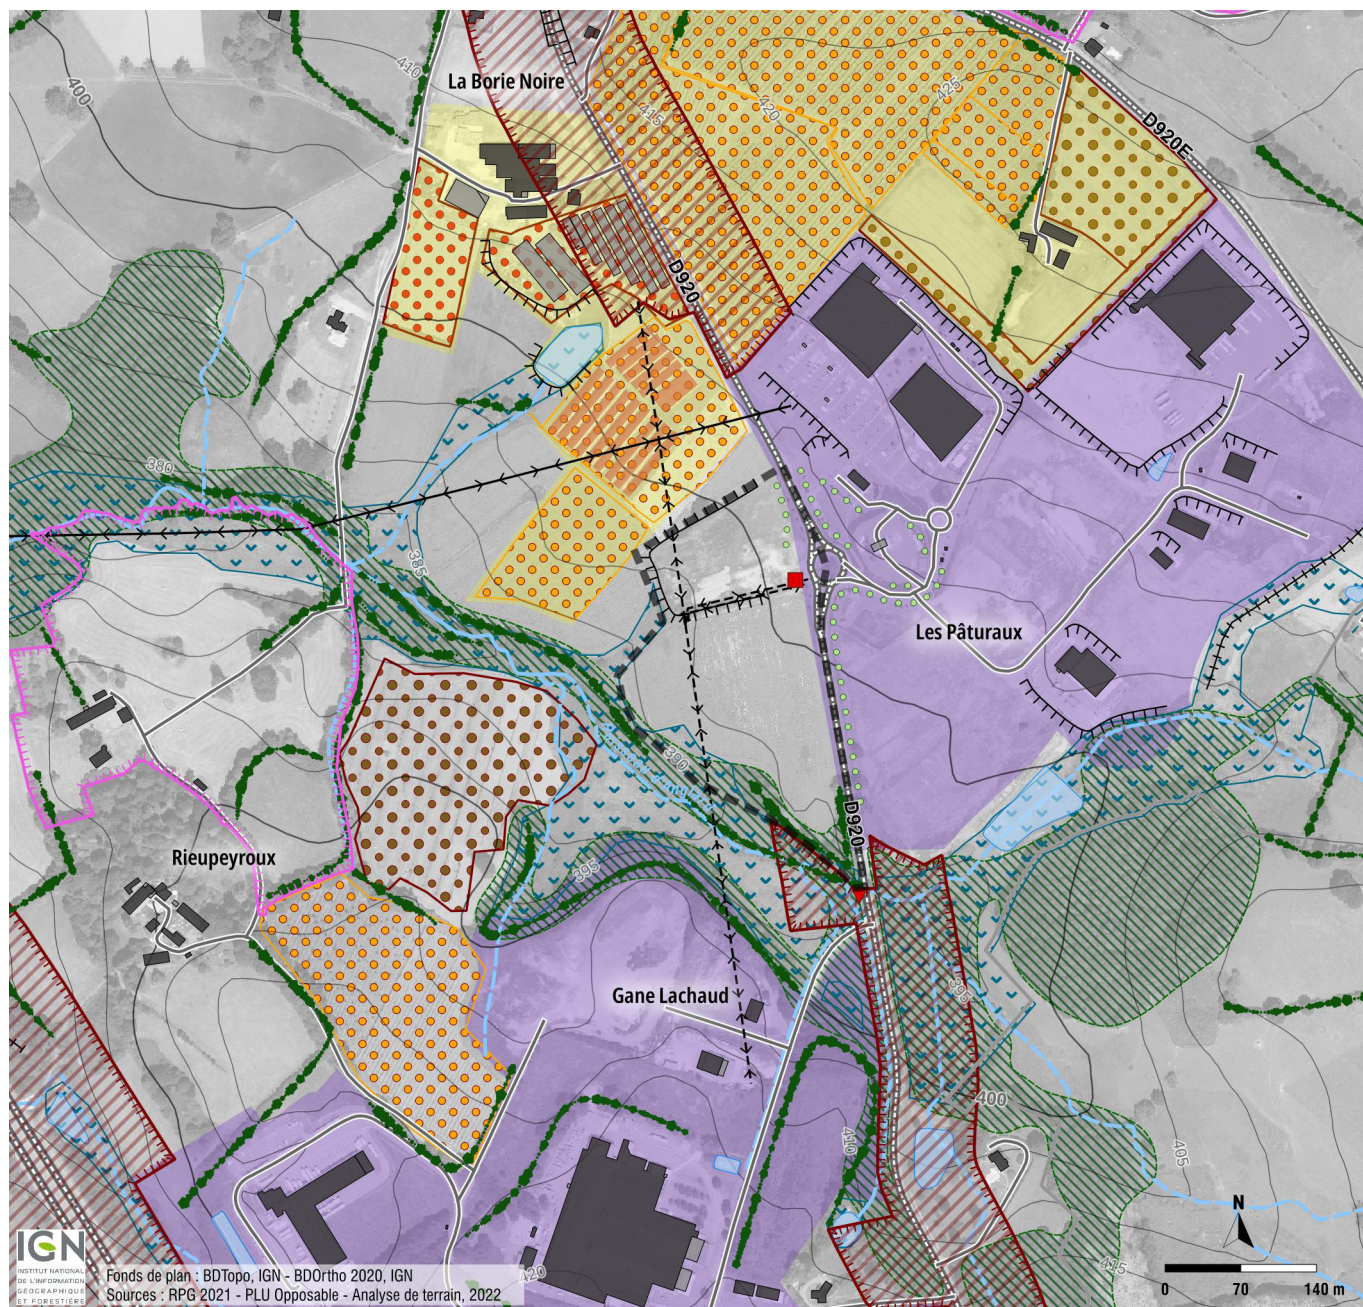 400
410
La Borie Noire
415
420
425
D920E
D920
380
385
Les Pâturaux
390
D920
Rieupeyroux
395
Gane Lachaud
395
400
410
405
415
420
N
0 70 140 m
IGN
INSTITUT NATIONAL
DE L'INFORMATION
GÉOGRAPHIQUE
ET FORESTIÈRE
Fonds de plan : BDTopo, IGN - BDOrtho 2020, IGN
Sources : RPG 2021 - PLU Opposable - Analyse de terrain, 2022